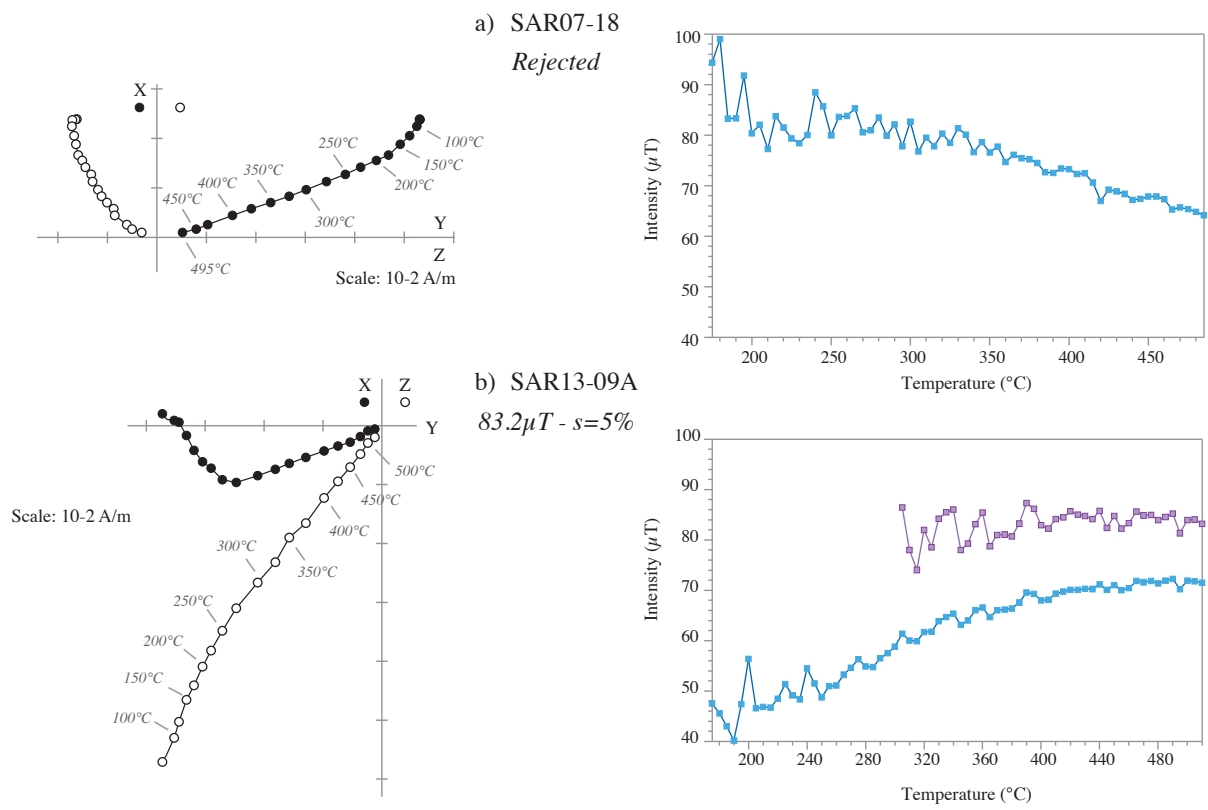 a) SAR07-18
Rejected
X
100°C
150°C
200°C
250°C
300°C
350°C
400°C
450°C
495°C
Y
Z
Scale: 10-2 A/m
100
90
80
70
60
50
40
Intensity (µT)
200 250 300 350 400 450
Temperature (°C)
b) SAR13-09A
83.2µT - s=5%
X Z
Y
500°C
450°C
400°C
350°C
300°C
250°C
200°C
150°C
100°C
Scale: 10-2 A/m
100
90
80
70
60
50
40
Intensity (µT)
200 240 280 320 360 400 440 480
Temperature (°C)